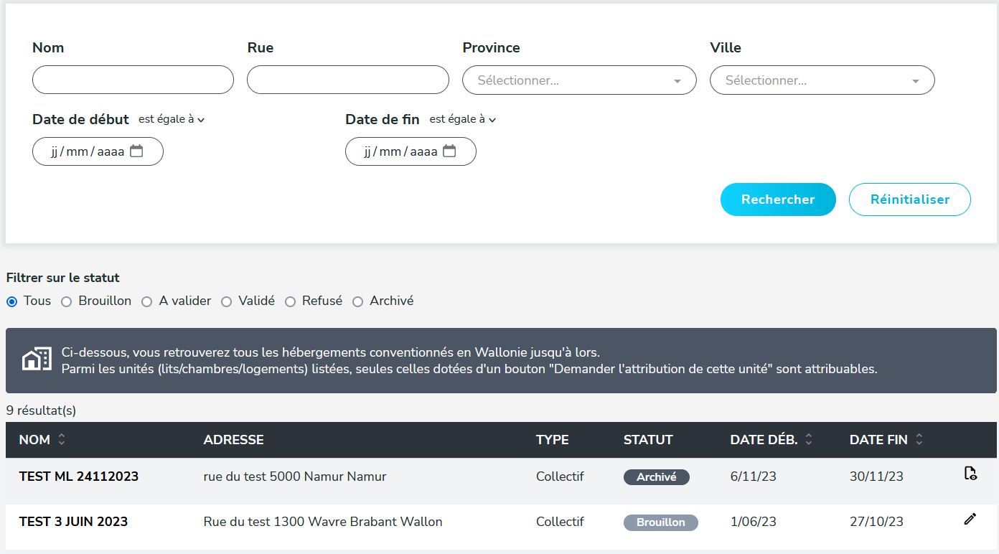 Nom Rue Province Ville
Sélectionner... Sélectionner...
Date de début est égale à Date de fin est égale à
jj/mm/aaaa jj/mm/aaaa
Rechercher Réinitialiser
Filtrer sur le statut
Tous Brouillon A valider Validé Refusé Archivé
Ci-dessous, vous retrouverez tous les hébergements conventionnés en Wallonie jusqu'à lors.
Parmi les unités (lits/chambres/logements) listées, seules celles dotées d'un bouton "Demander l'attribution de cette unité" sont attribuables.
9 résultat(s)
NOM ADRESSE TYPE STATUT DATE DÉB. DATE FIN
TEST ML 24112023 rue du test 5000 Namur Namur Collectif Archivé 6/11/23 30/11/23
TEST 3 JUIN 2023 Rue du test 1300 Wavre Brabant Wallon Collectif Brouillon 1/06/23 27/10/23